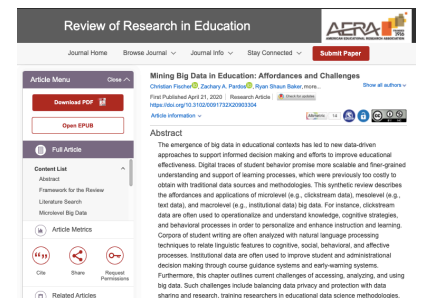 Review of Research in Education
AERA
AMERICAN EDUCATIONAL RESEARCH ASSOCIATION
Journal Home Browse Journal Journal Info Stay Connected Submit Paper
Article Menu Close
Download PDF
Open EPUB
Full Article
Content List
Abstract
Framework for the Review
Literature Search
Microlevel Big Data
Article Metrics
Cite Share Request Permissions
Related Articles
Mining Big Data in Education: Affordances and Challenges
Christian Fischer, Zachary A. Pardos, Ryan Shaun Baker, more...
Show all authors
First Published April 21, 2020 Research Article Check for updates
https://doi.org/10.3102/0091732X20903304
Article information
Altmetric
Abstract
The emergence of big data in educational contexts has led to new data-driven
approaches to support informed decision making and efforts to improve educational
effectiveness. Digital traces of student behavior promise more scalable and finer-grained
understanding and support of learning processes, which were previously too costly to
obtain with traditional data sources and methodologies. This synthetic review describes
the affordances and applications of microlevel (e.g., clickstream data), mesolevel (e.g.,
text data), and macrolevel (e.g., institutional data) big data. For instance, clickstream
data are often used to operationalize and understand knowledge, cognitive strategies,
and behavioral processes in order to personalize and enhance instruction and learning.
Corpora of student writing are often analyzed with natural language processing
techniques to relate linguistic features to cognitive, social, behavioral, and affective
processes. Institutional data are often used to improve student and administrational
decision making through course guidance systems and early-warning systems.
Furthermore, this chapter outlines current challenges of accessing, analyzing, and using
big data. Such challenges include balancing data privacy and protection with data
sharing and research, training researchers in educational data science methodologies,